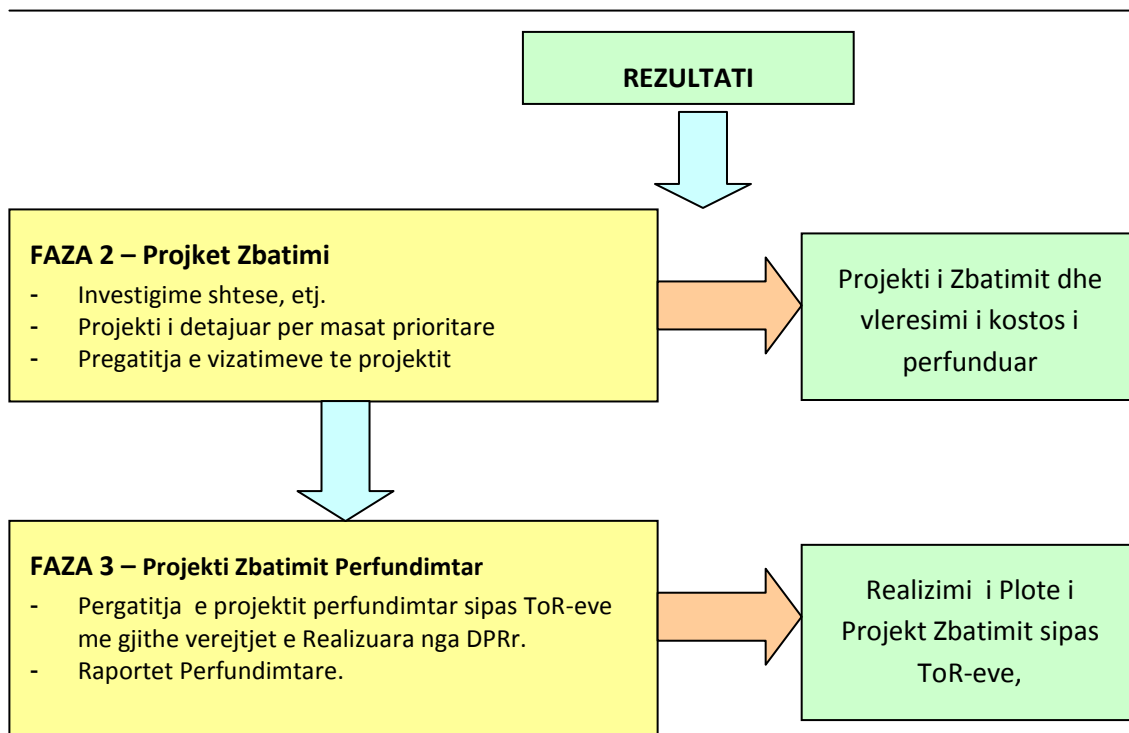 REZULTATI
FAZA 2 – Projket Zbatimi
- Investigime shtese, etj.
- Projekti i detajuar per masat prioritare
- Pregatitja e vizatimeve te projektit
Projekti i Zbatimit dhe
vleresimi i kostos i
perfunduar
FAZA 3 – Projekti Zbatimit Perfundimtar
- Pergatitja e projektit perfundimtar sipas ToR-eve
me gjithe verejtjet e Realizuara nga DPRr.
- Raportet Perfundimtare.
Realizimi i Plote i
Projekt Zbatimit sipas
ToR-eve,